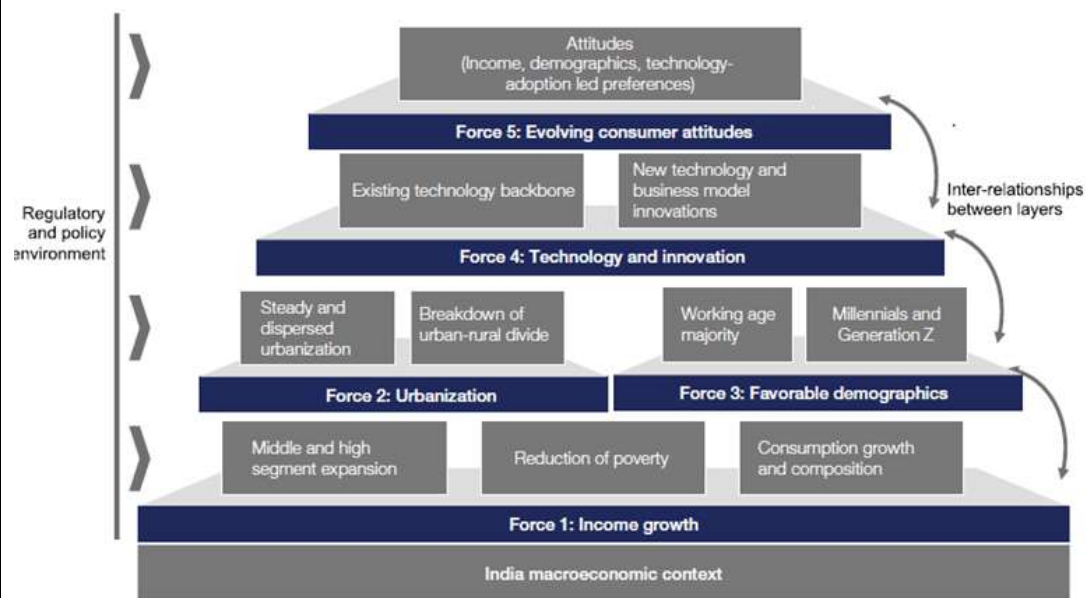 Attitudes
(Income, demographics, technology-
adoption led preferences)
Force 5: Evolving consumer attitudes
Existing technology backbone
New technology and
business model
innovations
Inter-relationships
between layers
Regulatory
and policy
environment
Force 4: Technology and innovation
Steady and
dispersed
urbanization
Breakdown of
urban-rural divide
Working age
majority
Millennials and
Generation Z
Force 2: Urbanization
Force 3: Favorable demographics
Middle and high
segment expansion
Reduction of poverty
Consumption growth
and composition
Force 1: Income growth
India macroeconomic context